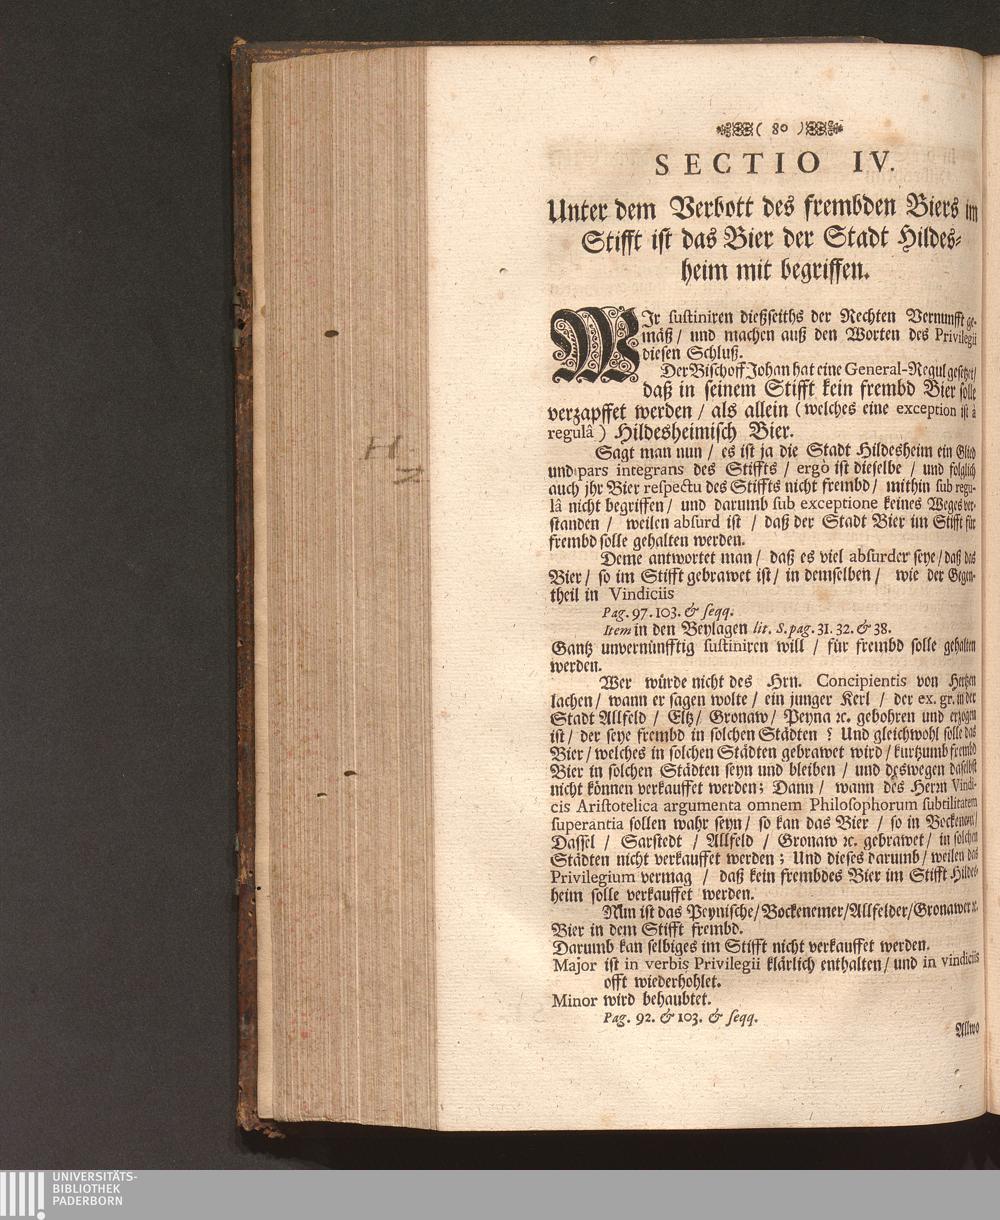 ( 80 )
SECTIO IV.
Unter dem Verbott des frembden Biers im
Stifft ist das Bier der Stadt Hildes-
heim mit begriffen.
WIr sustiniren dießseiths der Rechten Vernunfft ge-
mäß / und machen auß den Worten des Privilegii
diesen Schluß.
Der Bischoff Johan hat eine General-Regul gesetzet /
daß in seinem Stifft kein frembd Bier solle
verzapffet werden / als allein ( welches eine exception ist à
regulâ ) Hildesheimisch Bier.
Sagt man nun / es ist ja die Stadt Hildesheim ein Glied
und pars integrans des Stiffts / ergò ist dieselbe / und folglich
auch jhr Bier respectu des Stiffts nicht frembd / mithin sub regu-
lâ nicht begriffen / und darumb sub exceptione keines Weges ver-
standen / weilen absurd ist / daß der Stadt Bier im Stifft für
frembd solle gehalten werden.
Deme antwortet man / daß es viel absurder seye / daß das
Bier / so im Stifft gebrawet ist / in demselben / wie der Gegen-
theil in Vindiciis
Pag. 97. 103. & seqq.
Item in den Beylagen lit. S. pag. 31. 32. & 38.
Gantz unvernünfftig sustiniren will / für frembd solle gehalten
werden.
Wer würde nicht des Hrn. Concipientis von Hertzen
lachen / wann er sagen wolte / ein junger Kerl / der ex. gr. in der
Stadt Allfeld / Eltz / Gronaw / Peyna ꝛc. gebohren und erzogen
ist / der seye frembd in solchen Städten ? Und gleichwohl solle das
Bier / welches in solchen Städten gebrawet wird / kurtzumb frembd
Bier in solchen Städten seyn und bleiben / und deswegen daselbst
nicht können verkauffet werden; Dann / wann des Herrn Vindi-
cis Aristotelica argumenta omnem Philosophorum subtilitatem
superantia sollen wahr seyn / so kan das Bier / so in Bockenem /
Dassel / Sarstedt / Allfeld / Gronaw ꝛc. gebrawet / in solchen
Städten nicht verkauffet werden ; Und dieses darumb / weilen das
Privilegium vermag / daß kein frembdes Bier im Stifft Hildes-
heim solle verkauffet werden.
Nun ist das Peynische / Bockenemer / Allfelder / Gronawer ꝛc.
Bier in dem Stifft frembd.
Darumb kan selbiges im Stifft nicht verkauffet werden.
Major ist in verbis Privilegii klärlich enthalten / und in vindiciis
offt wiederhohlet.
Minor wird behaubtet.
Pag. 92. & 103. & seqq.
Allwo
H
UNIVERSITÄTS-
BIBLIOTHEK
PADERBORN